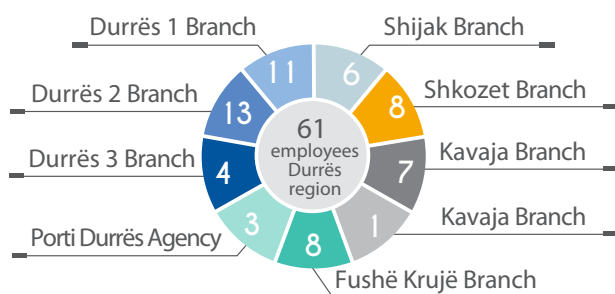 Durrës 1 Branch
Shijak Branch
11
6
Durrës 2 Branch
Shkozet Branch
13
8
61
employees
Durrës
region
Durrës 3 Branch
Kavaja Branch
4
7
Kavaja Branch
Porti Durrës Agency
3
1
8
Fushë Krujë Branch